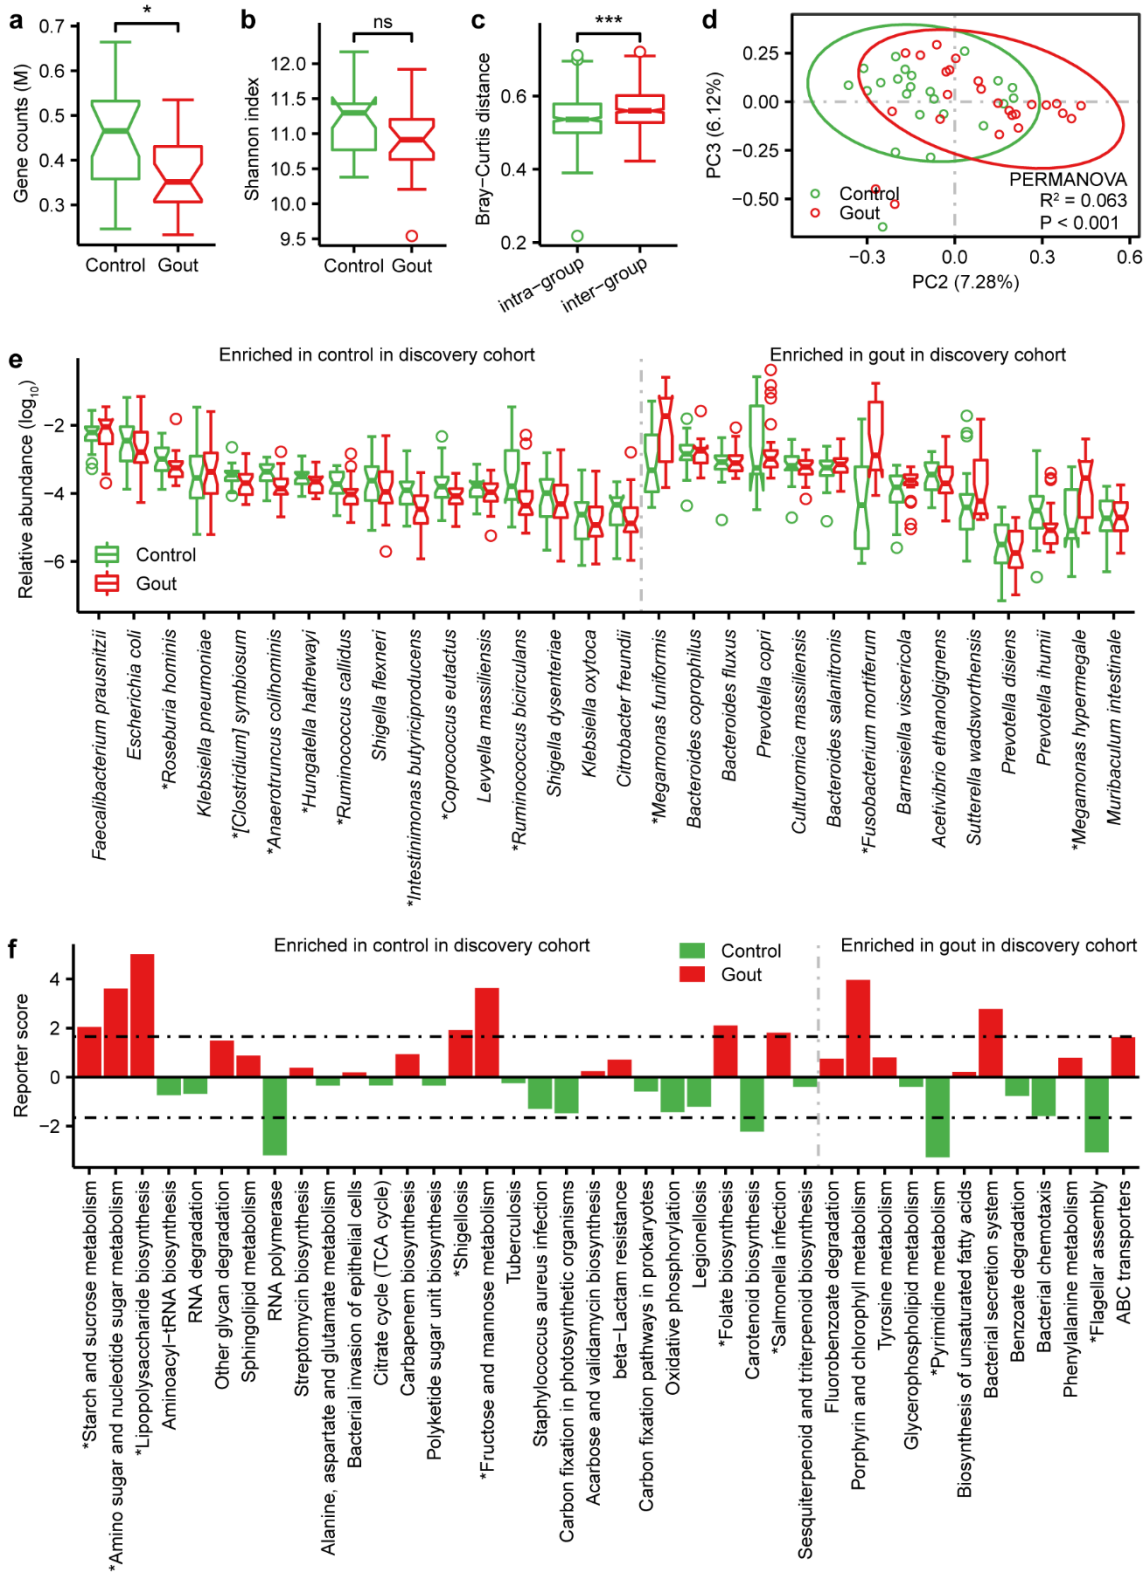 a
*
0.7
0.6
0.5
0.4
0.3
Gene counts (M)
Control
Gout
b
ns
12.0
11.5
11.0
10.5
10.0
9.5
Shannon index
Control
Gout
c
***
0.6
0.4
0.2
Bray−Curtis distance
intra−group
inter−group
d
0.25
0.00
−0.25
−0.50
PC3 (6.12%)
Control
Gout
PERMANOVA
R² = 0.063
P < 0.001
−0.3
0.0
0.3
0.6
PC2 (7.28%)
e
Enriched in control in discovery cohort
Enriched in gout in discovery cohort
Relative abundance (log₁₀)
−2
−4
−6
Control
Gout
Faecalibacterium prausnitzii
Escherichia coli
*Roseburia hominis
Klebsiella pneumoniae
*[Clostridium] symbiosum
*Anaerotruncus colihominis
*Hungatella hathewayi
*Ruminococcus callidus
Shigella flexneri
*Intestinimonas butyriciproducens
*Coprococcus eutactus
Levyella massiliensis
*Ruminococcus bicirculans
Shigella dysenteriae
Klebsiella oxytoca
Citrobacter freundii
*Megamonas funiformis
Bacteroides coprophilus
Bacteroides fluxus
Prevotella copri
Culturomica massiliensis
Bacteroides salanitronis
*Fusobacterium mortiferum
Barnesiella viscericola
Acetivibrio ethanolgignens
Sutterella wadsworthensis
Prevotella disiens
Prevotella ihumii
*Megamonas hypermegale
Muribaculum intestinale
f
Enriched in control in discovery cohort
Control
Gout
Enriched in gout in discovery cohort
Reporter score
4
2
0
−2
*Starch and sucrose metabolism
*Amino sugar and nucleotide sugar metabolism
*Lipopolysaccharide biosynthesis
Aminoacyl−tRNA biosynthesis
RNA degradation
Other glycan degradation
Sphingolipid metabolism
RNA polymerase
Streptomycin biosynthesis
Alanine, aspartate and glutamate metabolism
Bacterial invasion of epithelial cells
Citrate cycle (TCA cycle)
Carbapenem biosynthesis
Polyketide sugar unit biosynthesis
*Shigellosis
*Fructose and mannose metabolism
Tuberculosis
Staphylococcus aureus infection
Carbon fixation in photosynthetic organisms
Acarbose and validamycin biosynthesis
beta−Lactam resistance
Carbon fixation pathways in prokaryotes
Oxidative phosphorylation
Legionellosis
*Folate biosynthesis
Carotenoid biosynthesis
*Salmonella infection
Sesquiterpenoid and triterpenoid biosynthesis
Fluorobenzoate degradation
Porphyrin and chlorophyll metabolism
Tyrosine metabolism
Glycerophospholipid metabolism
*Pyrimidine metabolism
Biosynthesis of unsaturated fatty acids
Bacterial secretion system
Benzoate degradation
Bacterial chemotaxis
Phenylalanine metabolism
*Flagellar assembly
ABC transporters